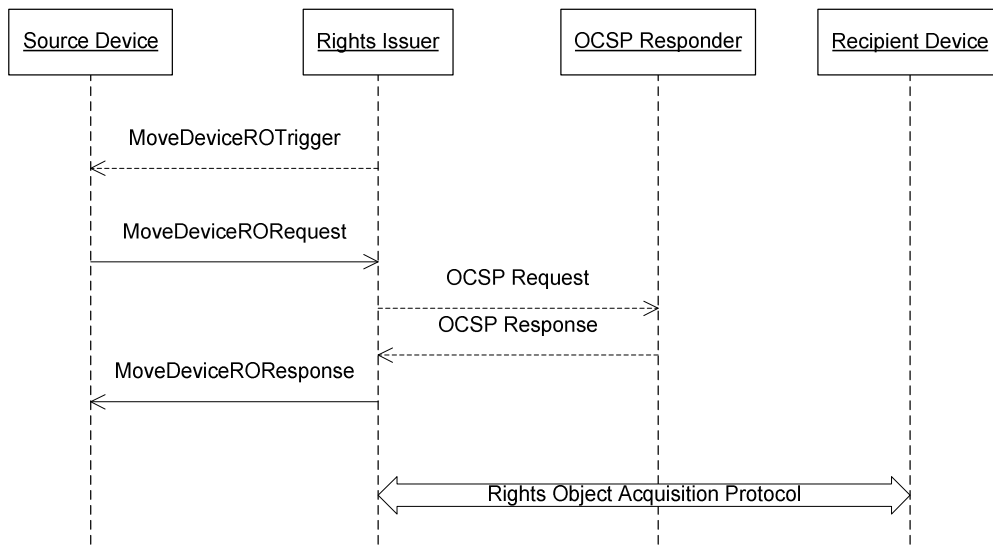 Source Device
Rights Issuer
OCSP Responder
Recipient Device
MoveDeviceROTrigger
MoveDeviceRORequest
OCSP Request
OCSP Response
MoveDeviceROResponse
Rights Object Acquisition Protocol